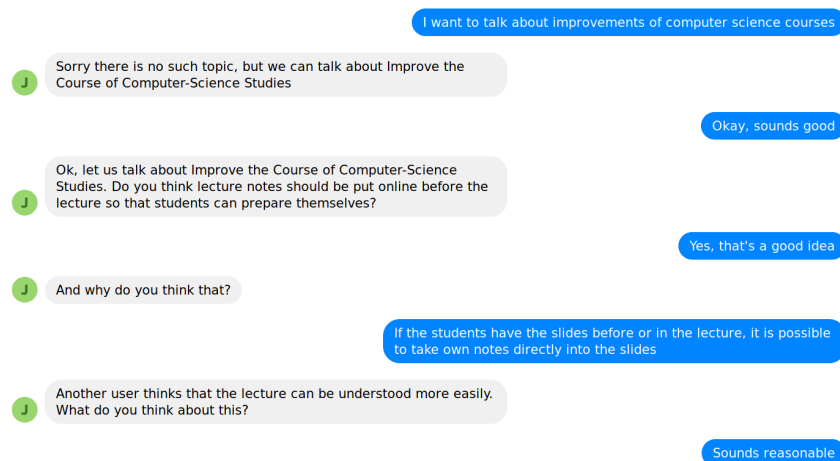 I want to talk about improvements of computer science courses
Sorry there is no such topic, but we can talk about Improve the
Course of Computer-Science Studies
J
Okay, sounds good
Ok, let us talk about Improve the Course of Computer-Science
Studies. Do you think lecture notes should be put online before the
lecture so that students can prepare themselves?
J
Yes, that's a good idea
J
And why do you think that?
If the students have the slides before or in the lecture, it is possible
to take own notes directly into the slides
Another user thinks that the lecture can be understood more easily.
What do you think about this?
J
Sounds reasonable